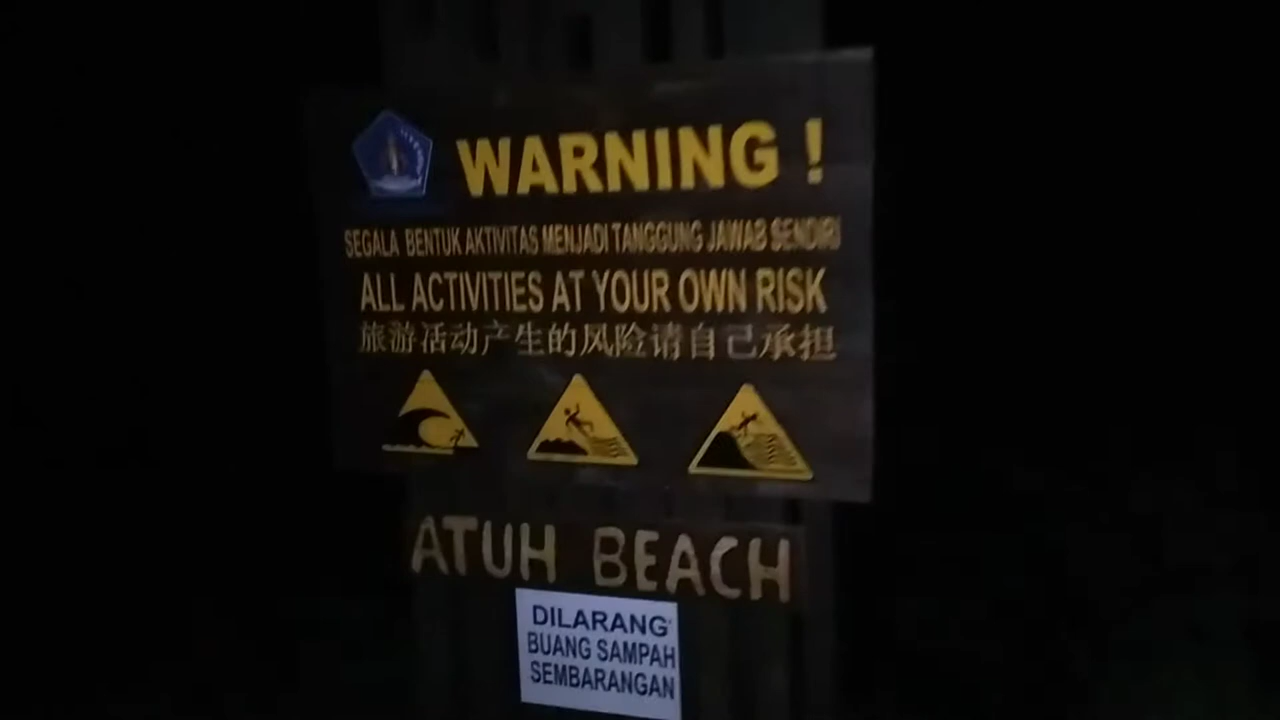 WARNING !
SEGALA BENTUK AKTIVITAS MENJADI TANGGUNG JAWAB SENDIRI
ALL ACTIVITIES AT YOUR OWN RISK
旅游活动产生的风险请自己承担
ATUH BEACH
DILARANG
BUANG SAMPAH
SEMBARANGAN